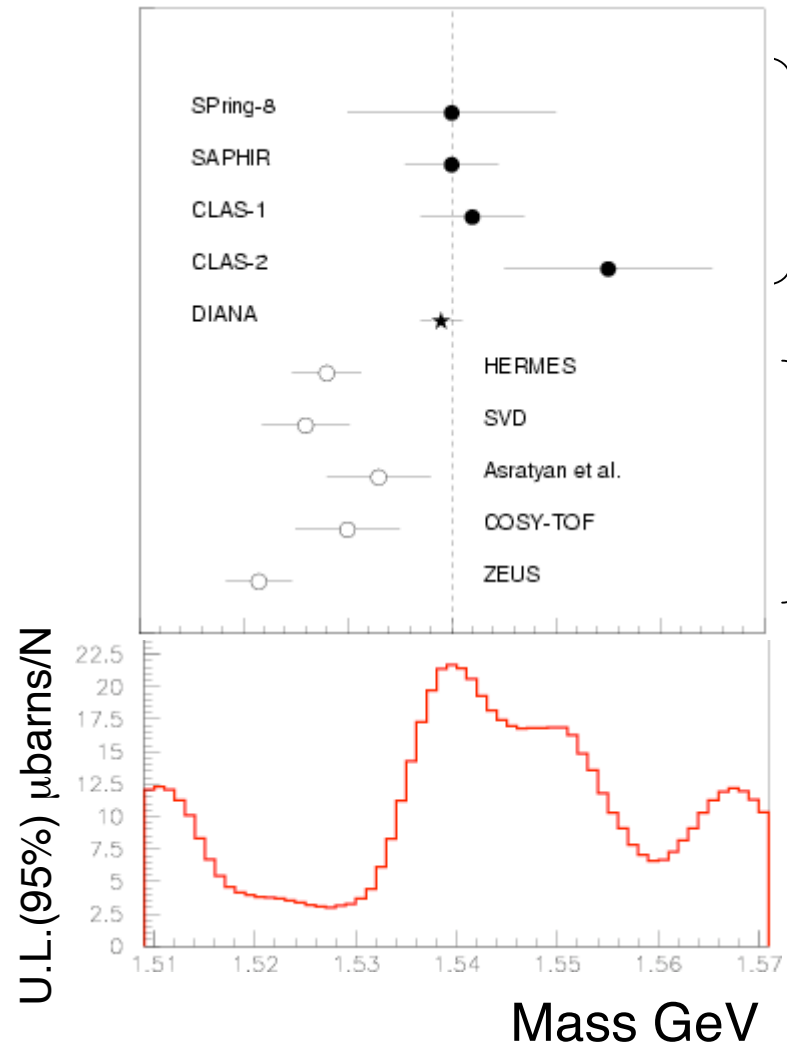 SPring-8
SAPHIR
CLAS-1
CLAS-2
DIANA
HERMES
SVD
Asratyan et al.
COSY-TOF
ZEUS
U.L.(95%) μbarns/N
22.5
20
17.5
15
12.5
10
7.5
5
2.5
0
1.51 1.52 1.53 1.54 1.55 1.56 1.57
Mass GeV